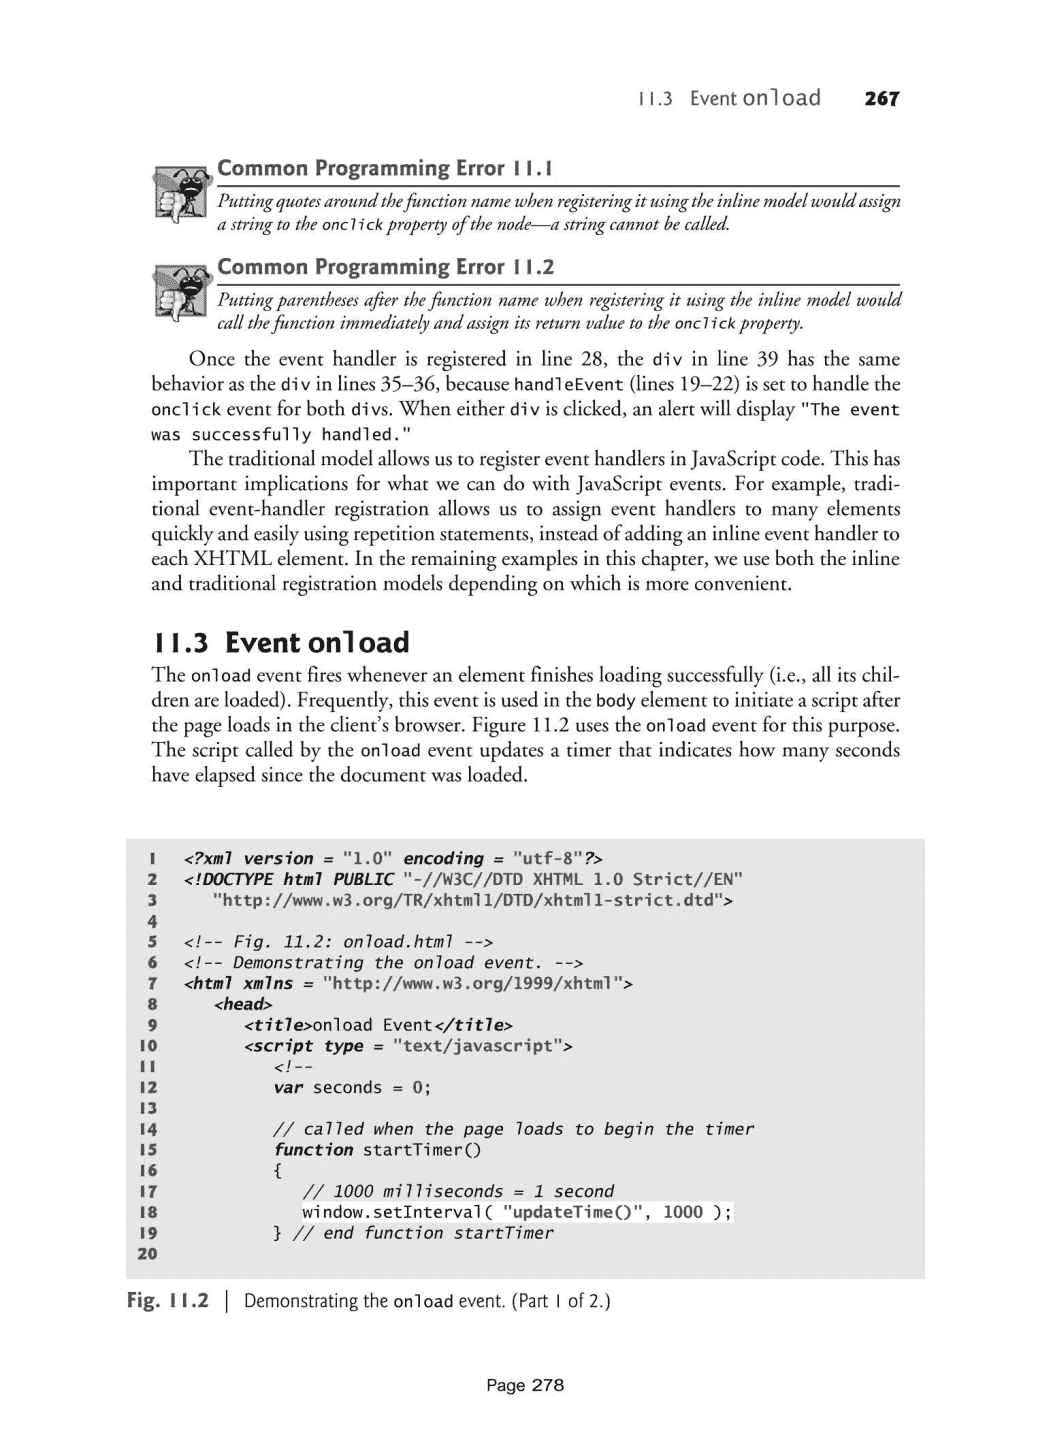 11.3 Event onload 267
Common Programming Error 11.1
Putting quotes around the function name when registering it using the inline model would assign
a string to the onclick property of the node—a string cannot be called.
Common Programming Error 11.2
Putting parentheses after the function name when registering it using the inline model would
call the function immediately and assign its return value to the onclick property.
Once the event handler is registered in line 28, the div in line 39 has the same
behavior as the div in lines 35–36, because handleEvent (lines 19–22) is set to handle the
onclick event for both divs. When either div is clicked, an alert will display "The event
was successfully handled."
The traditional model allows us to register event handlers in JavaScript code. This has
important implications for what we can do with JavaScript events. For example, tradi-
tional event-handler registration allows us to assign event handlers to many elements
quickly and easily using repetition statements, instead of adding an inline event handler to
each XHTML element. In the remaining examples in this chapter, we use both the inline
and traditional registration models depending on which is more convenient.
11.3 Event onload
The onload event fires whenever an element finishes loading successfully (i.e., all its chil-
dren are loaded). Frequently, this event is used in the body element to initiate a script after
the page loads in the client's browser. Figure 11.2 uses the onload event for this purpose.
The script called by the onload event updates a timer that indicates how many seconds
have elapsed since the document was loaded.
1 <?xml version = "1.0" encoding = "utf-8"?>
2 <!DOCTYPE html PUBLIC "-//W3C//DTD XHTML 1.0 Strict//EN"
3 "http://www.w3.org/TR/xhtml1/DTD/xhtml1-strict.dtd">
4
5 <!-- Fig. 11.2: onload.html -->
6 <!-- Demonstrating the onload event. -->
7 <html xmlns = "http://www.w3.org/1999/xhtml">
8 <head>
9 <title>onload Event</title>
10 <script type = "text/javascript">
11 <!--
12 var seconds = 0;
13
14 // called when the page loads to begin the timer
15 function startTimer()
16 {
17 // 1000 milliseconds = 1 second
18 window.setInterval( "updateTime()", 1000 );
19 } // end function startTimer
20
Fig. 11.2 | Demonstrating the onload event. (Part 1 of 2.)
Page 278